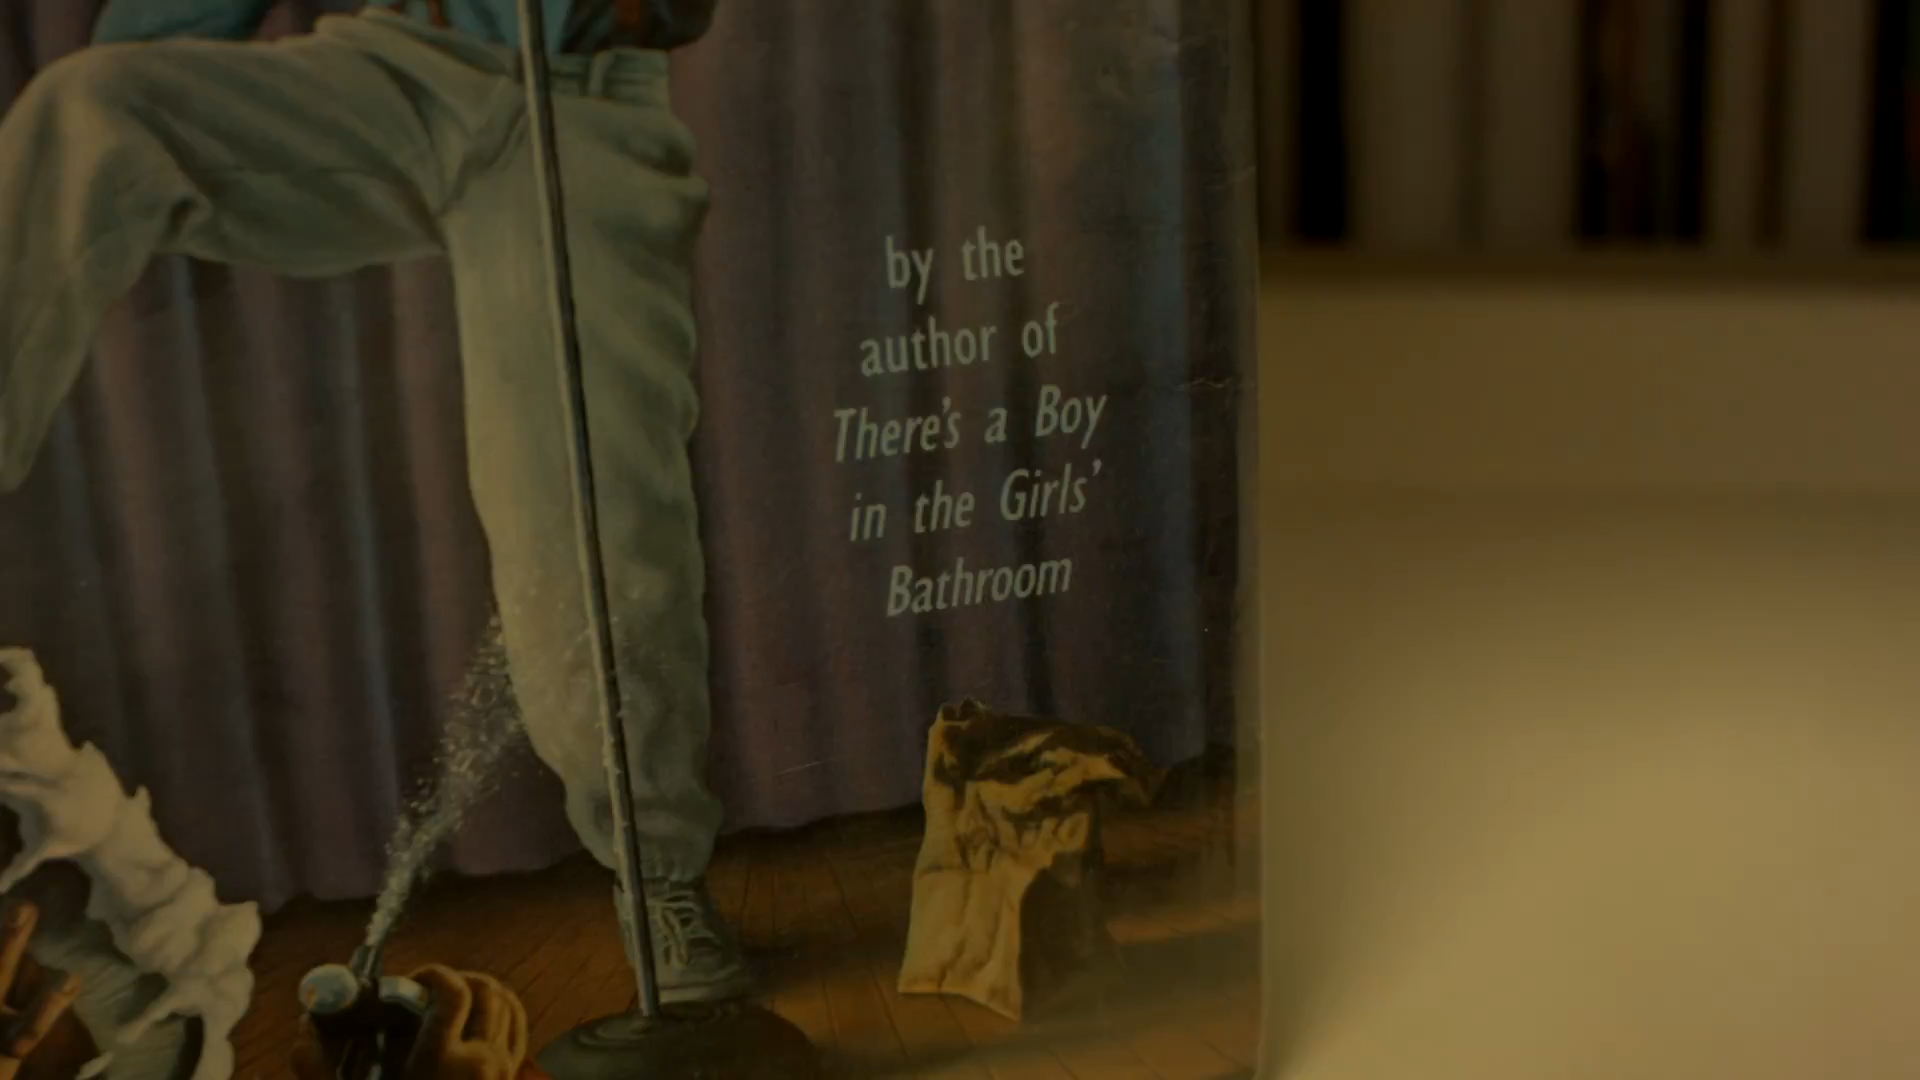 by the
author of
There's a Boy
in the Girls'
Bathroom